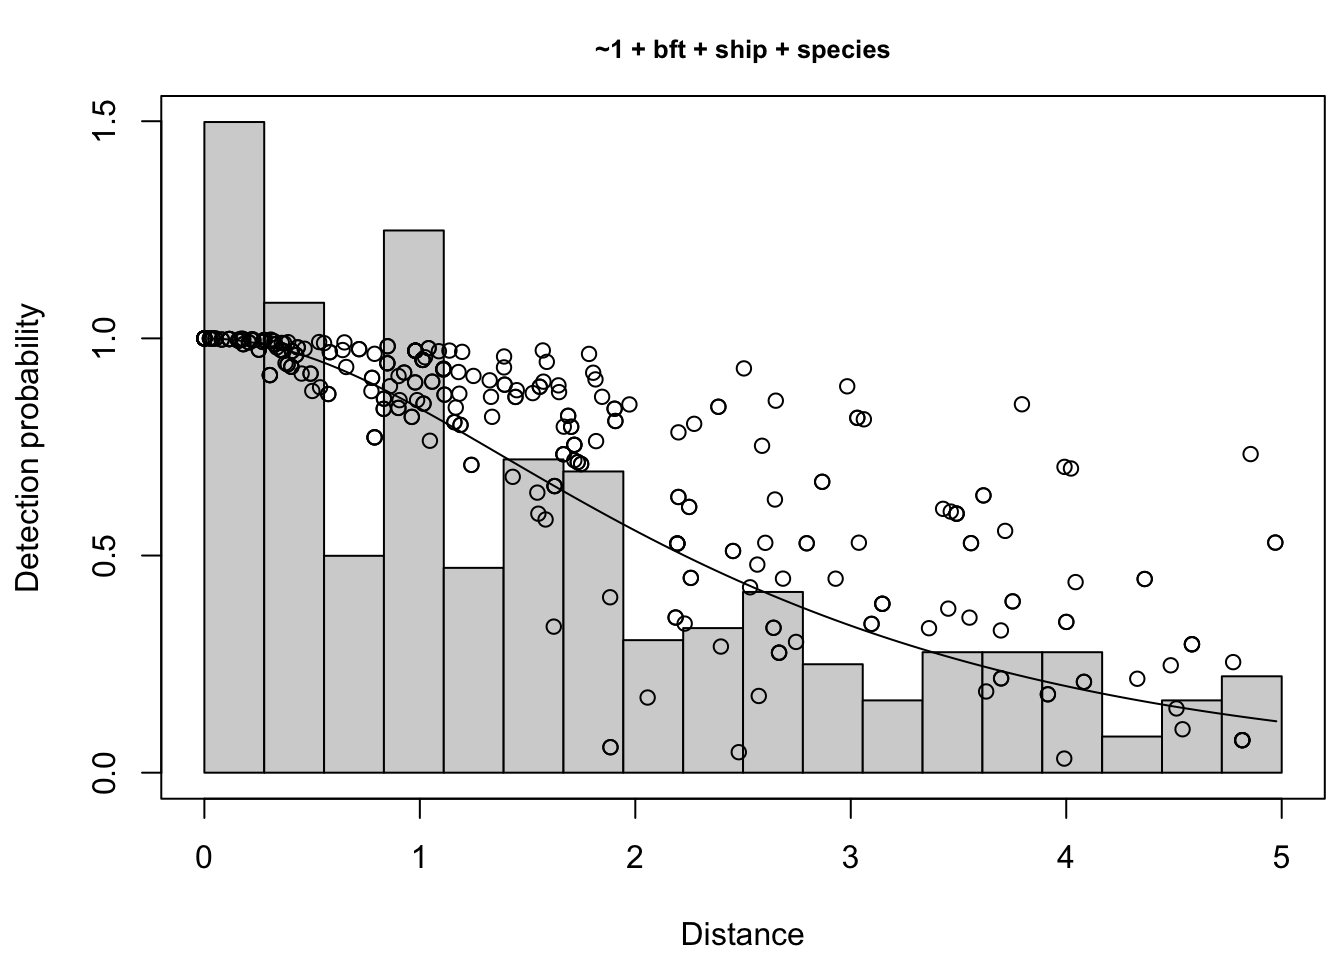 ~1 + bft + ship + species
Detection probability
1.5
1.0
0.5
0.0
0 1 2 3 4 5
Distance